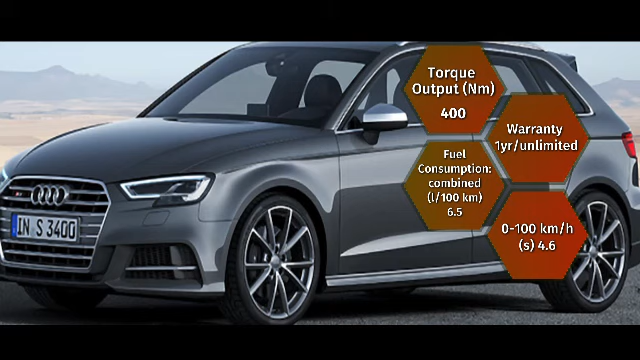 Torque
Output (Nm)
400
Warranty
1yr/unlimited
Fuel
Consumption:
combined
(l/100 km)
6.5
0-100 km/h
(s) 4.6
IN S 3400